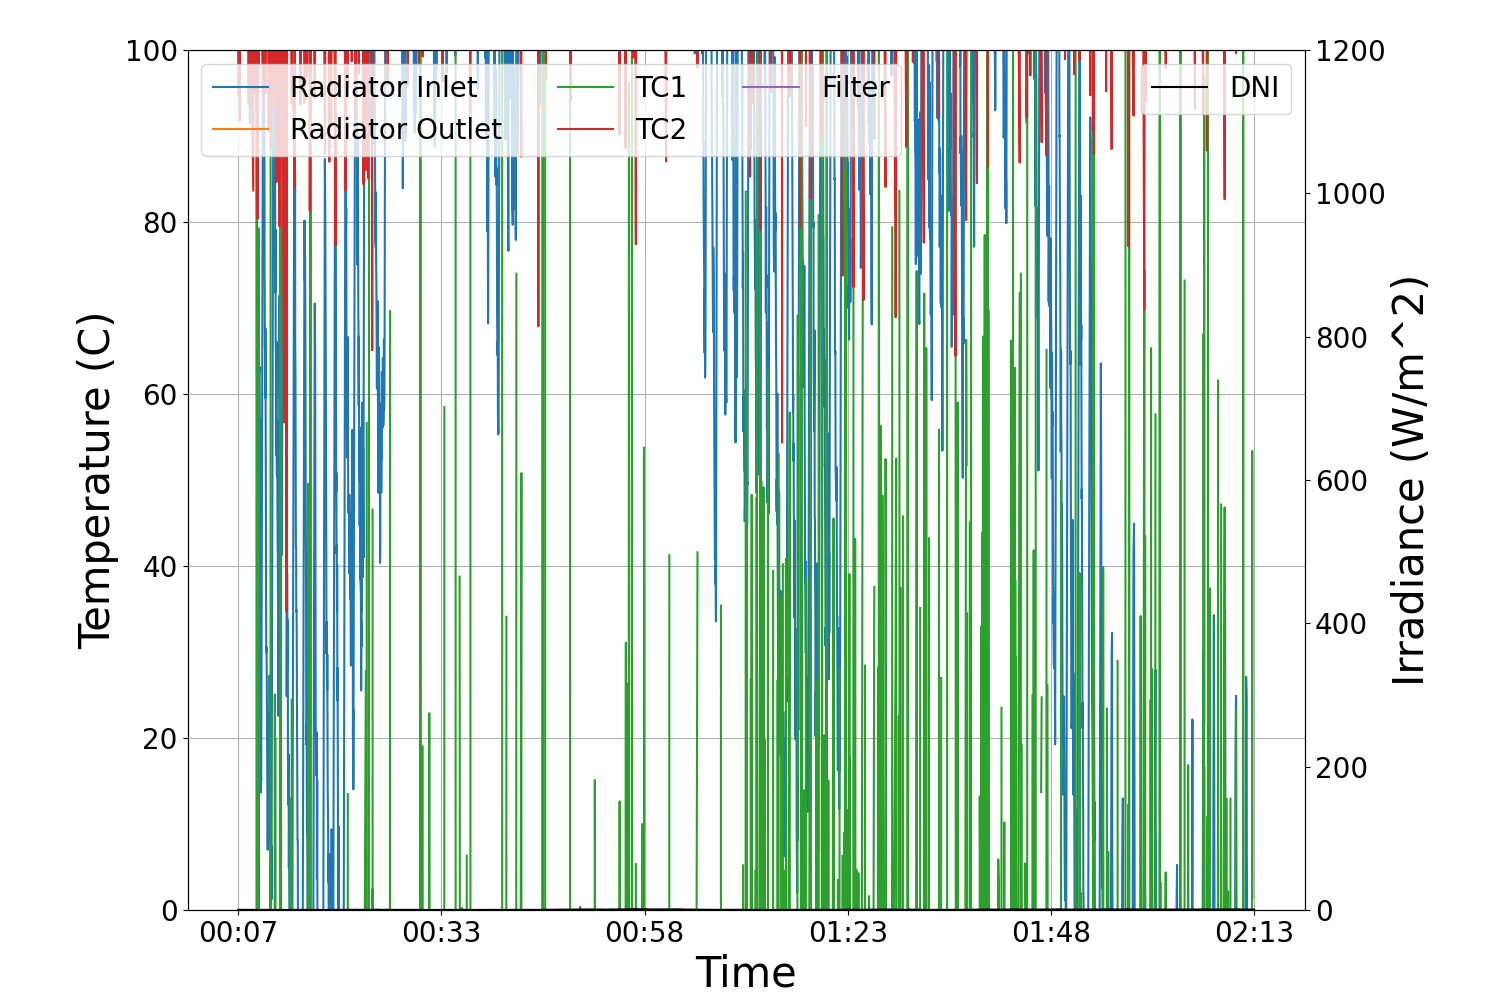 Radiator Inlet
Radiator Outlet
TC1
TC2
Filter
DNI
Temperature (C)
100
80
60
40
20
0
Irradiance (W/m^2)
1200
1000
800
600
400
200
0
00:07 00:33 00:58 01:23 01:48 02:13
Time